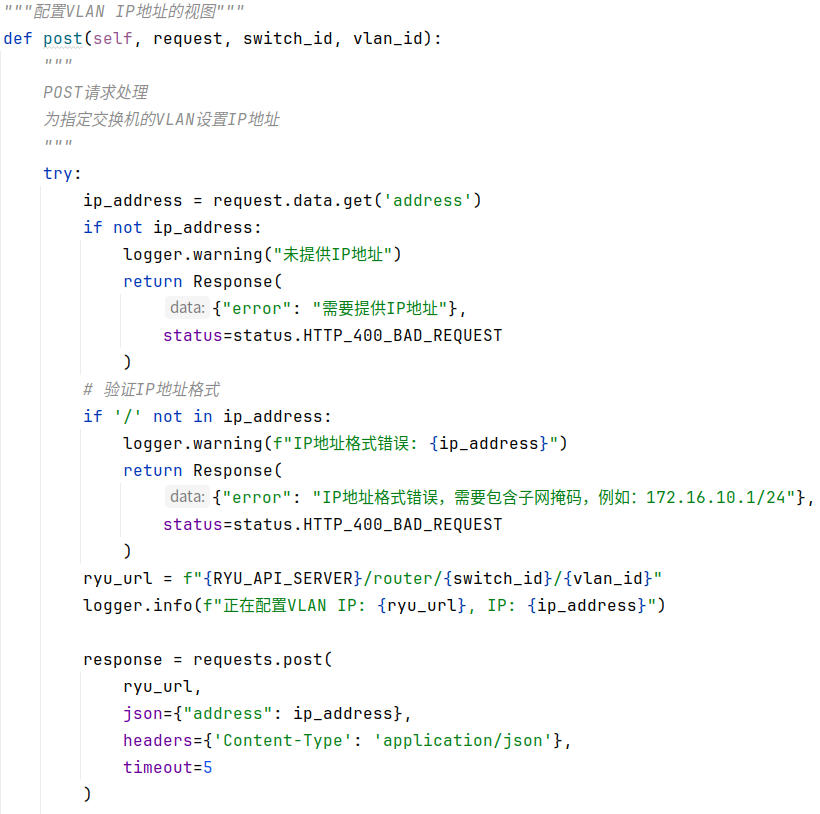 """配置VLAN IP地址的视图"""
def post(self, request, switch_id, vlan_id):
    """
    POST请求处理
    为指定交换机的VLAN设置IP地址
    """
    try:
        ip_address = request.data.get('address')
        if not ip_address:
            logger.warning("未提供IP地址")
            return Response(
                data: {"error": "需要提供IP地址"},
                status=status.HTTP_400_BAD_REQUEST
            )
        # 验证IP地址格式
        if '/' not in ip_address:
            logger.warning(f"IP地址格式错误: {ip_address}")
            return Response(
                data: {"error": "IP地址格式错误，需要包含子网掩码，例如：172.16.10.1/24"},
                status=status.HTTP_400_BAD_REQUEST
            )
        ryu_url = f"{RYU_API_SERVER}/router/{switch_id}/{vlan_id}"
        logger.info(f"正在配置VLAN IP: {ryu_url}, IP: {ip_address}")

        response = requests.post(
            ryu_url,
            json={"address": ip_address},
            headers={'Content-Type': 'application/json'},
            timeout=5
        )